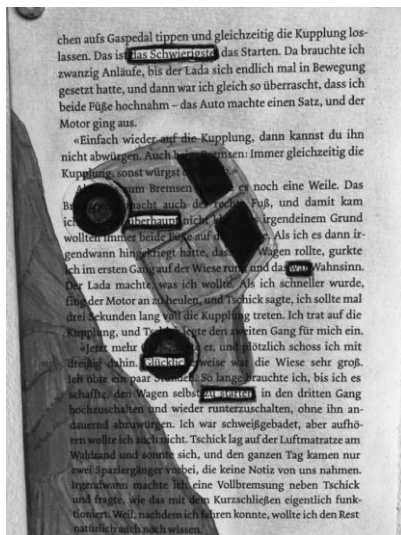 chen aufs Gaspedal tippen und gleichzeitig die Kupplung los-
lassen. Das ist das Schwierigste, das Starten. Da brauchte ich
zwanzig Anläufe, bis der Lada sich endlich mal in Bewegung
gesetzt hatte, und dann war ich gleich so überrascht, dass ich
beide Füße hochnahm – das Auto machte einen Satz, und der
Motor ging aus.
«Einfach wieder auf die Kupplung, dann kannst du ihn
nicht abwürgen. Auch beim Bremsen: Immer gleichzeitig die
Kupplung, sonst würgst
zum Bremsen es noch eine Weile. Das
macht auch der rechte Fuß, und damit kam
ich überhaupt nicht irgendeinem Grund
wollten immer beide Füße auf Als ich es dann ir-
gendwann hingekriegt hatte, dass Wagen rollte, gurkte
ich im ersten Gang auf der Wiese rum, und das war Wahnsinn.
Der Lada machte, was ich wollte. Als ich schneller wurde,
fing der Motor an zu heulen, und Tschick sagte, ich sollte mal
drei Sekunden lang voll die Kupplung treten. Ich trat auf die
Kupplung, und Tschick legte den zweiten Gang für mich ein.
«Jetzt mehr er, und plötzlich schoss ich mit
dreißig dahin. Glücklicherweise war die Wiese sehr groß.
Ich übte ein paar Stunden. So lange brauchte ich, bis ich es
schaffte, den Wagen selbst zu starten, in den dritten Gang
hochzuschalten und wieder runterzuschalten, ohne ihn an-
dauernd abzuwürgen. Ich war schweißgebadet, aber aufhö-
ren wollte ich auch nicht. Tschick lag auf der Luftmatratze am
Waldrand und sonnte sich, und den ganzen Tag kamen nur
zwei Spaziergänger vorbei, die keine Notiz von uns nahmen.
Irgendwann machte ich eine Vollbremsung neben Tschick
und fragte, wie das mit dem Kurzschließen eigentlich funk-
tioniert. Weil, nachdem ich fahren konnte, wollte ich den Rest
natürlich auch noch wissen.